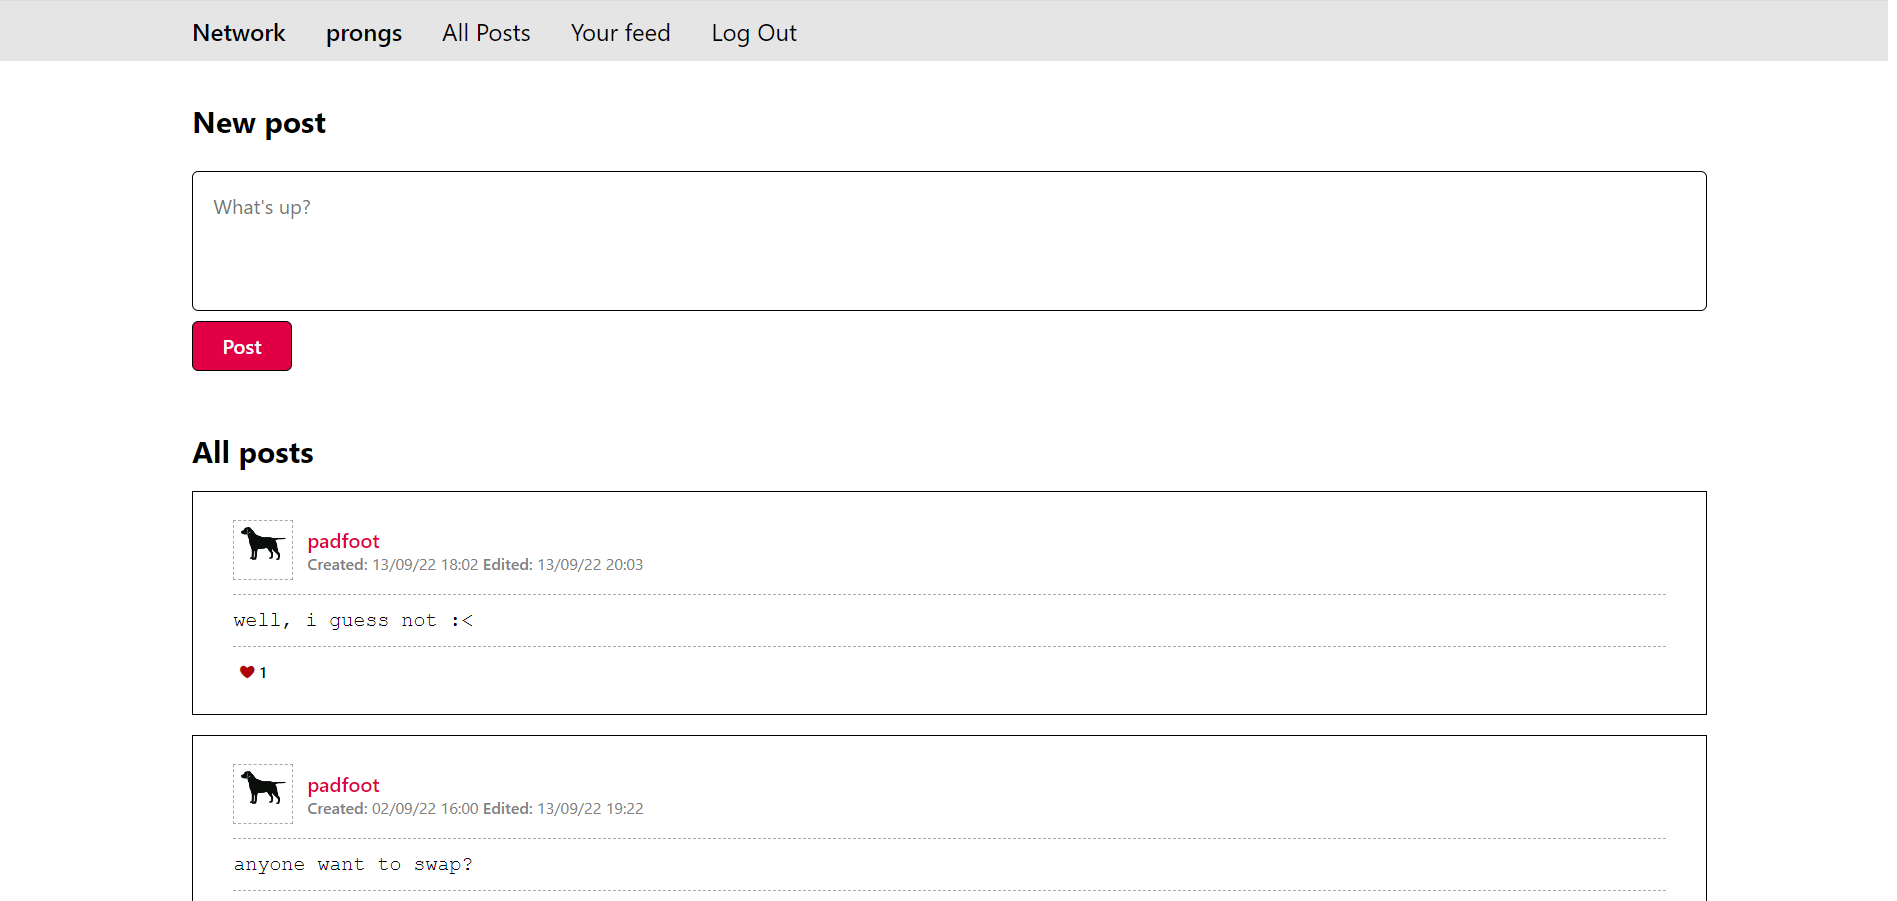 Network prongs All Posts Your feed Log Out
New post
What's up?
Post
All posts
padfoot
Created: 13/09/22 18:02 Edited: 13/09/22 20:03
well, i guess not :<
1
padfoot
Created: 02/09/22 16:00 Edited: 13/09/22 19:22
anyone want to swap?